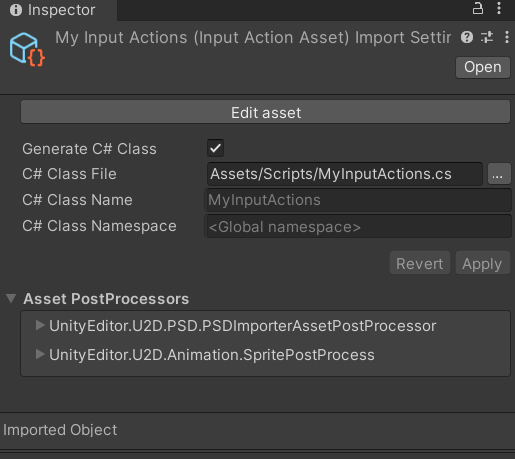 Inspector
My Input Actions (Input Action Asset) Import Settir
Open
Edit asset
Generate C# Class
C# Class File Assets/Scripts/MyInputActions.cs ...
C# Class Name MyInputActions
C# Class Namespace <Global namespace>
Revert Apply
Asset PostProcessors
UnityEditor.U2D.PSD.PSDImporterAssetPostProcessor
UnityEditor.U2D.Animation.SpritePostProcess
Imported Object